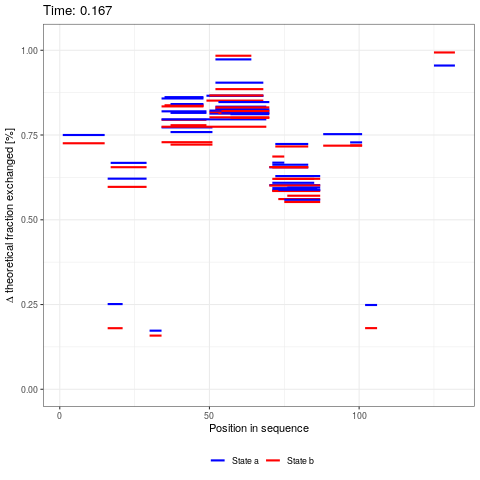 Time: 0.167
Δ theoretical fraction exchanged [%]
1.00
0.75
0.50
0.25
0.00
0
50
100
Position in sequence
State a
State b